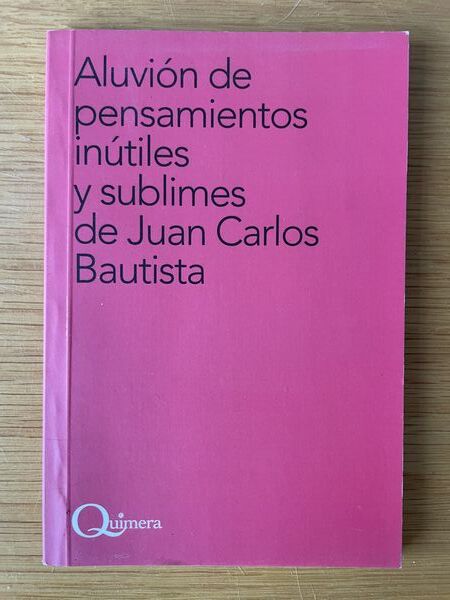 Aluvión de
pensamientos
inútiles
y sublimes
de Juan Carlos
Bautista
Quimera